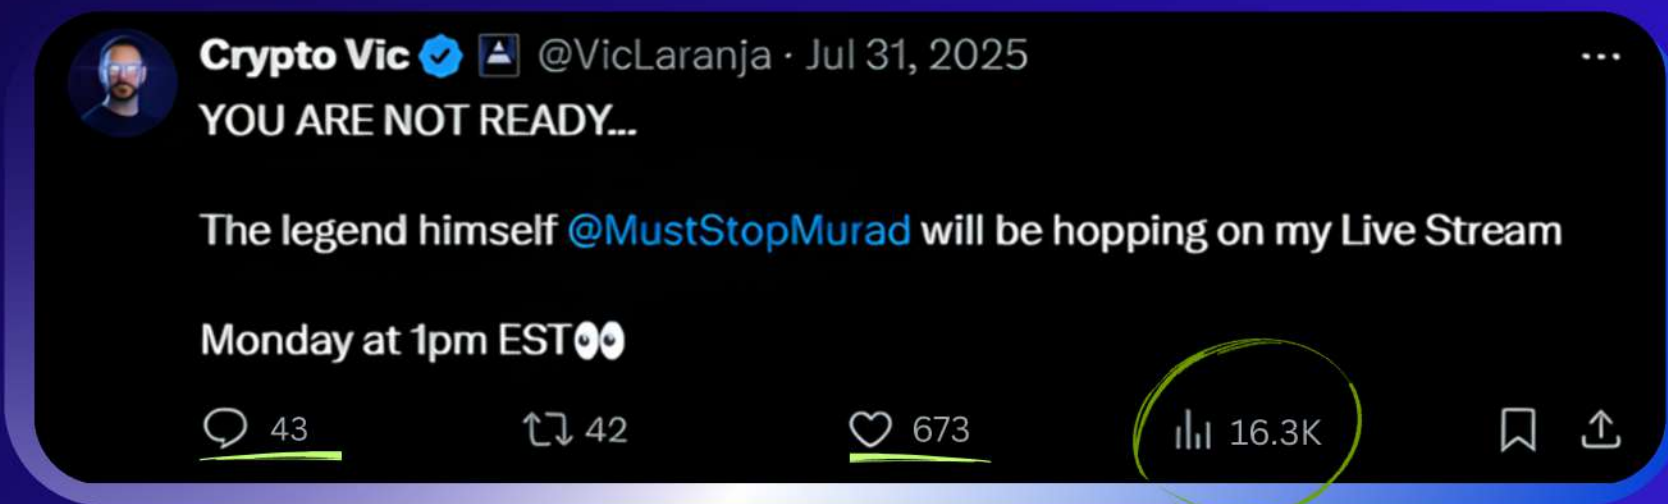 Crypto Vic @VicLaranja · Jul 31, 2025
YOU ARE NOT READY...
The legend himself @MustStopMurad will be hopping on my Live Stream
Monday at 1pm EST👀
43 42 673 16.3K